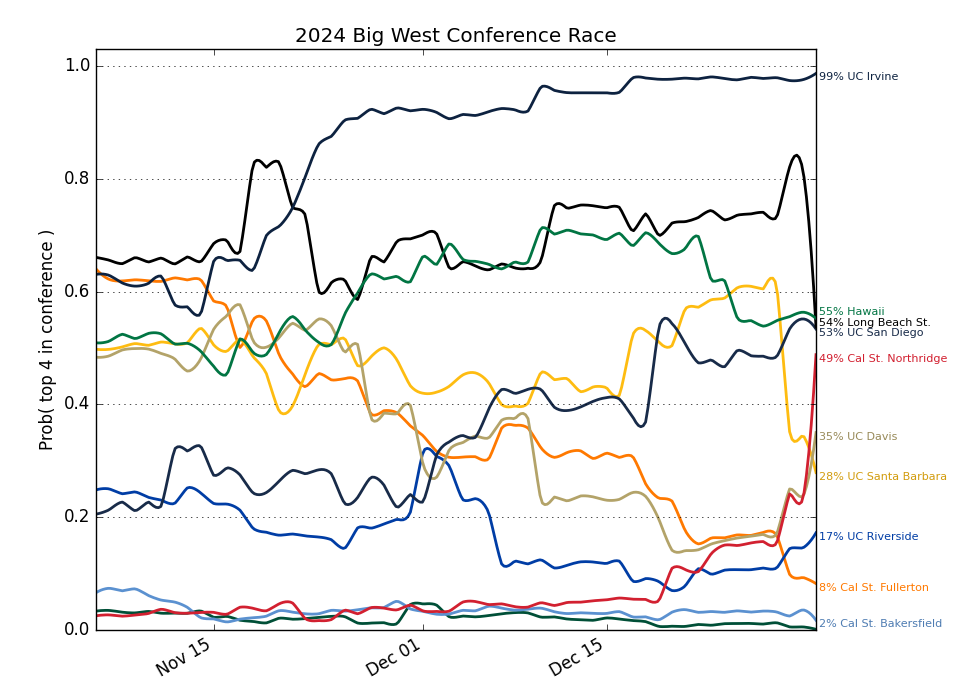 2024 Big West Conference Race
Prob( top 4 in conference )
1.0
0.8
0.6
0.4
0.2
0.0
Nov 15
Dec 01
Dec 15
99% UC Irvine
55% Hawaii
54% Long Beach St.
53% UC San Diego
49% Cal St. Northridge
35% UC Davis
28% UC Santa Barbara
17% UC Riverside
8% Cal St. Fullerton
2% Cal St. Bakersfield